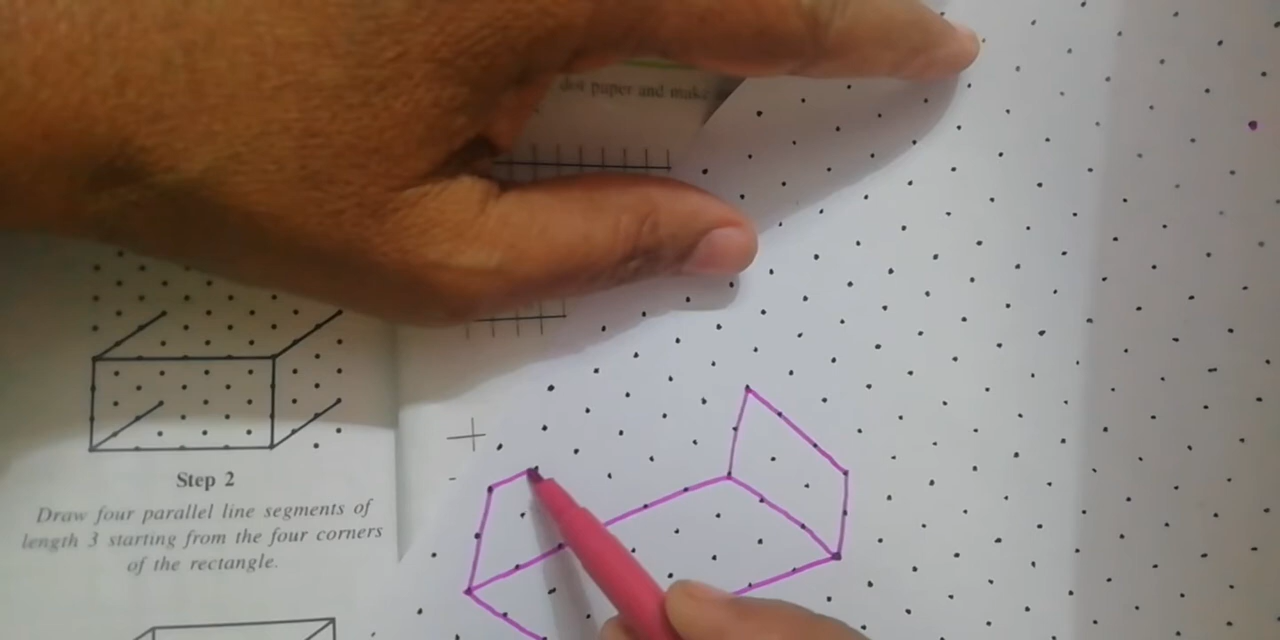 dot paper and make
Step 2
Draw four parallel line segments of
length 3 starting from the four corners
of the rectangle.